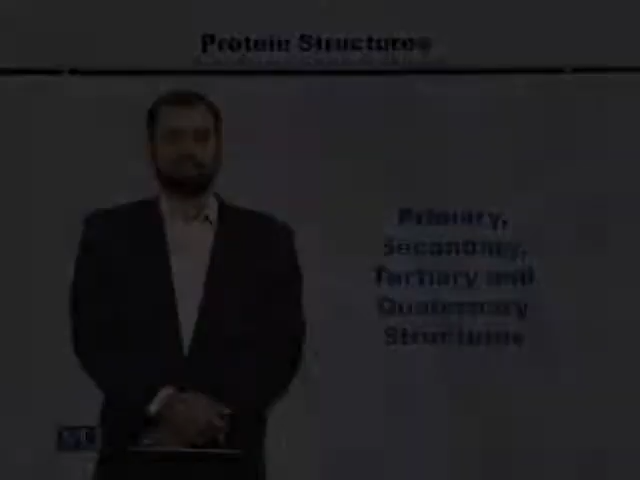 Protein Structures
Primary,
Secondary,
Tertiary and
Quaternary
Structures